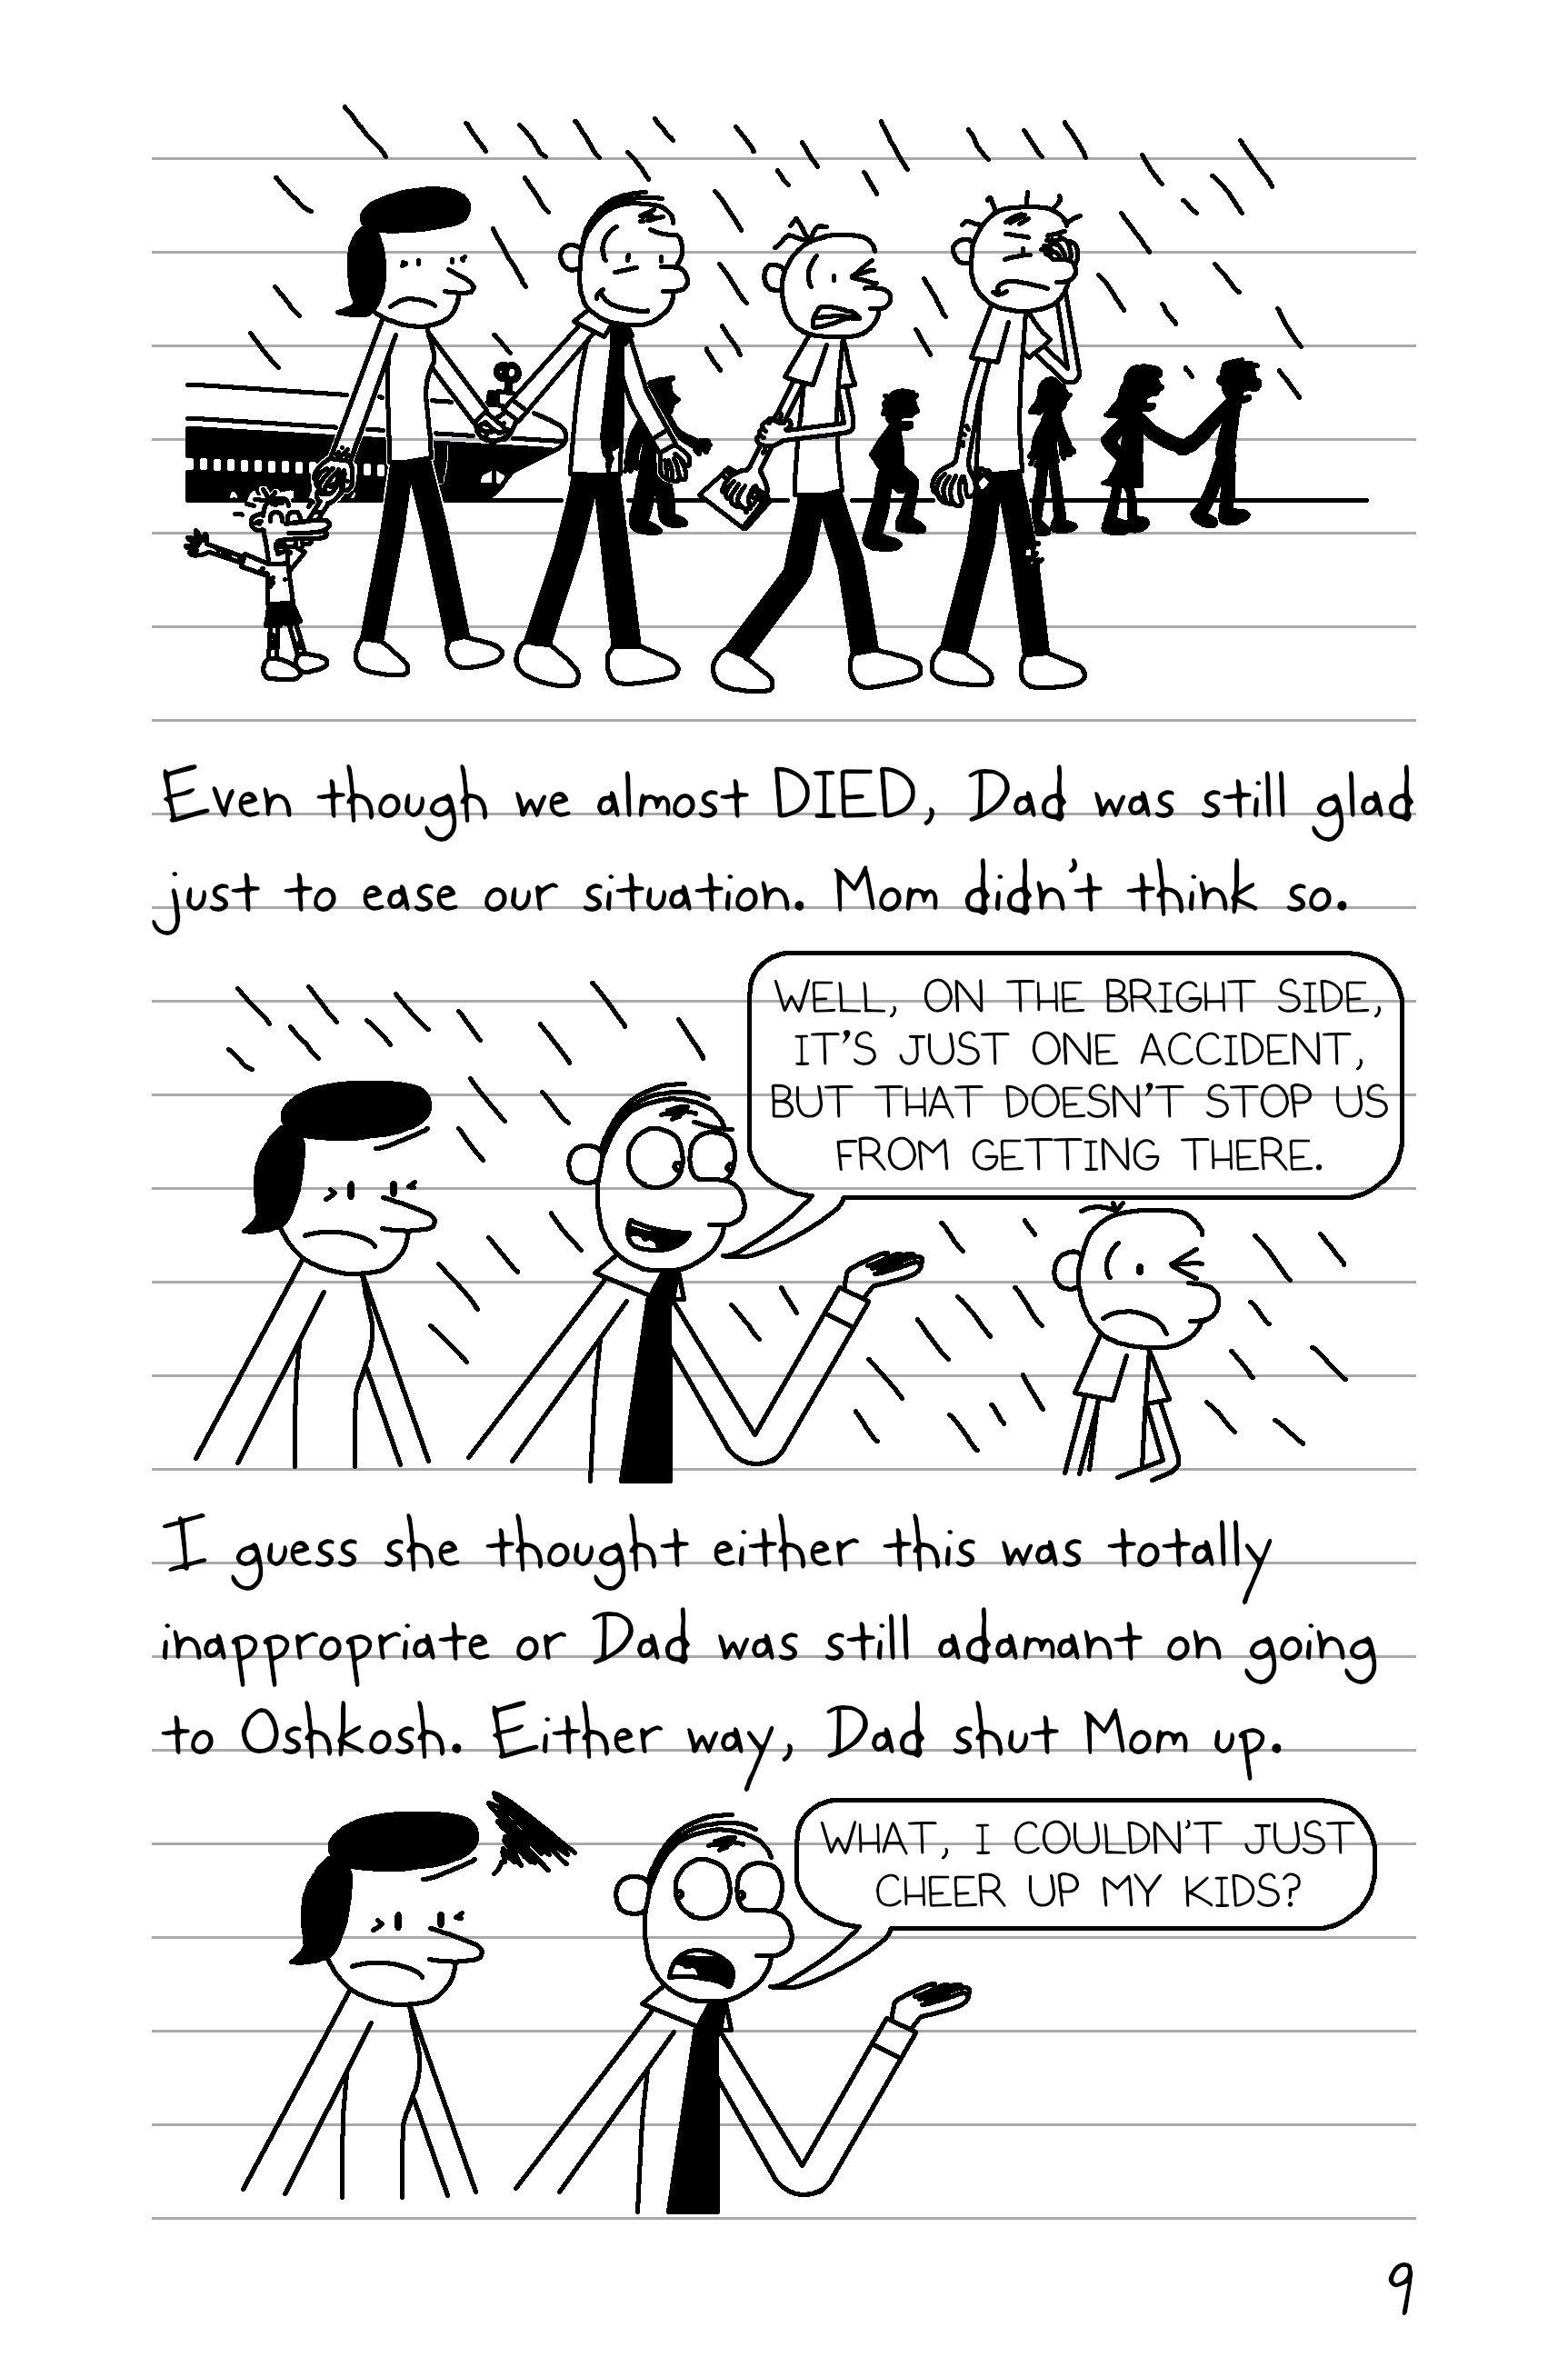 Even though we almost DIED, Dad was still glad
just to ease our situation. Mom didn't think so.
WELL, ON THE BRIGHT SIDE,
IT'S JUST ONE ACCIDENT,
BUT THAT DOESN'T STOP US
FROM GETTING THERE.
I guess she thought either this was totally
inappropriate or Dad was still adamant on going
to Oshkosh. Either way, Dad shut Mom up.
WHAT, I COULDN'T JUST
CHEER UP MY KIDS?
9